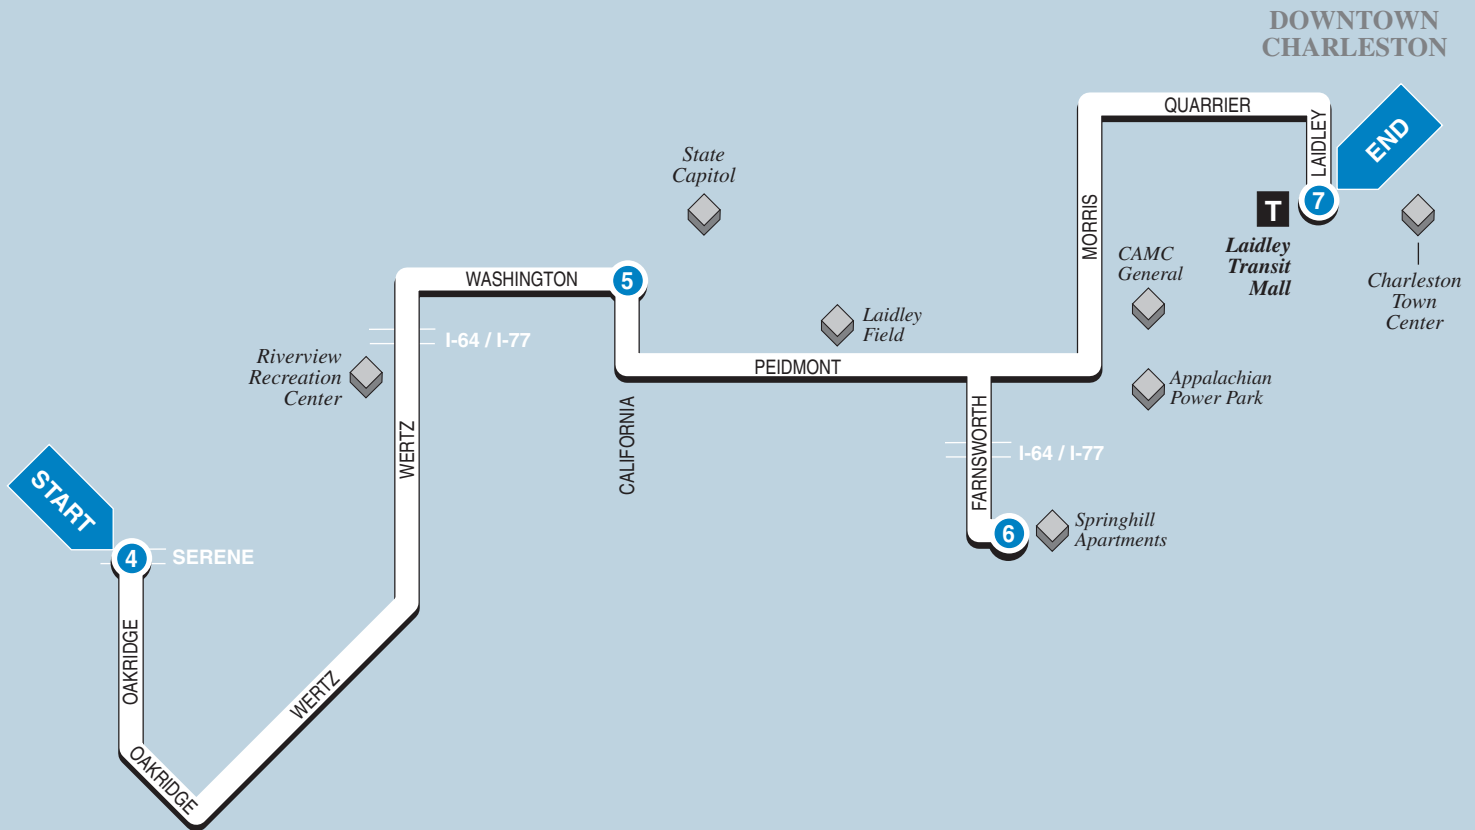 DOWNTOWN
CHARLESTON
QUARRIER
LAIDLEY
END
7
T
Laidley
Transit
Mall
Charleston
Town
Center
MORRIS
CAMC
General
State
Capitol
WASHINGTON
5
Laidley
Field
I-64 / I-77
Riverview
Recreation
Center
PEIDMONT
Appalachian
Power Park
WERTZ
CALIFORNIA
FARNSWORTH
I-64 / I-77
START
4
SERENE
6
Springhill
Apartments
OAKRIDGE
WERTZ
OAKRIDGE